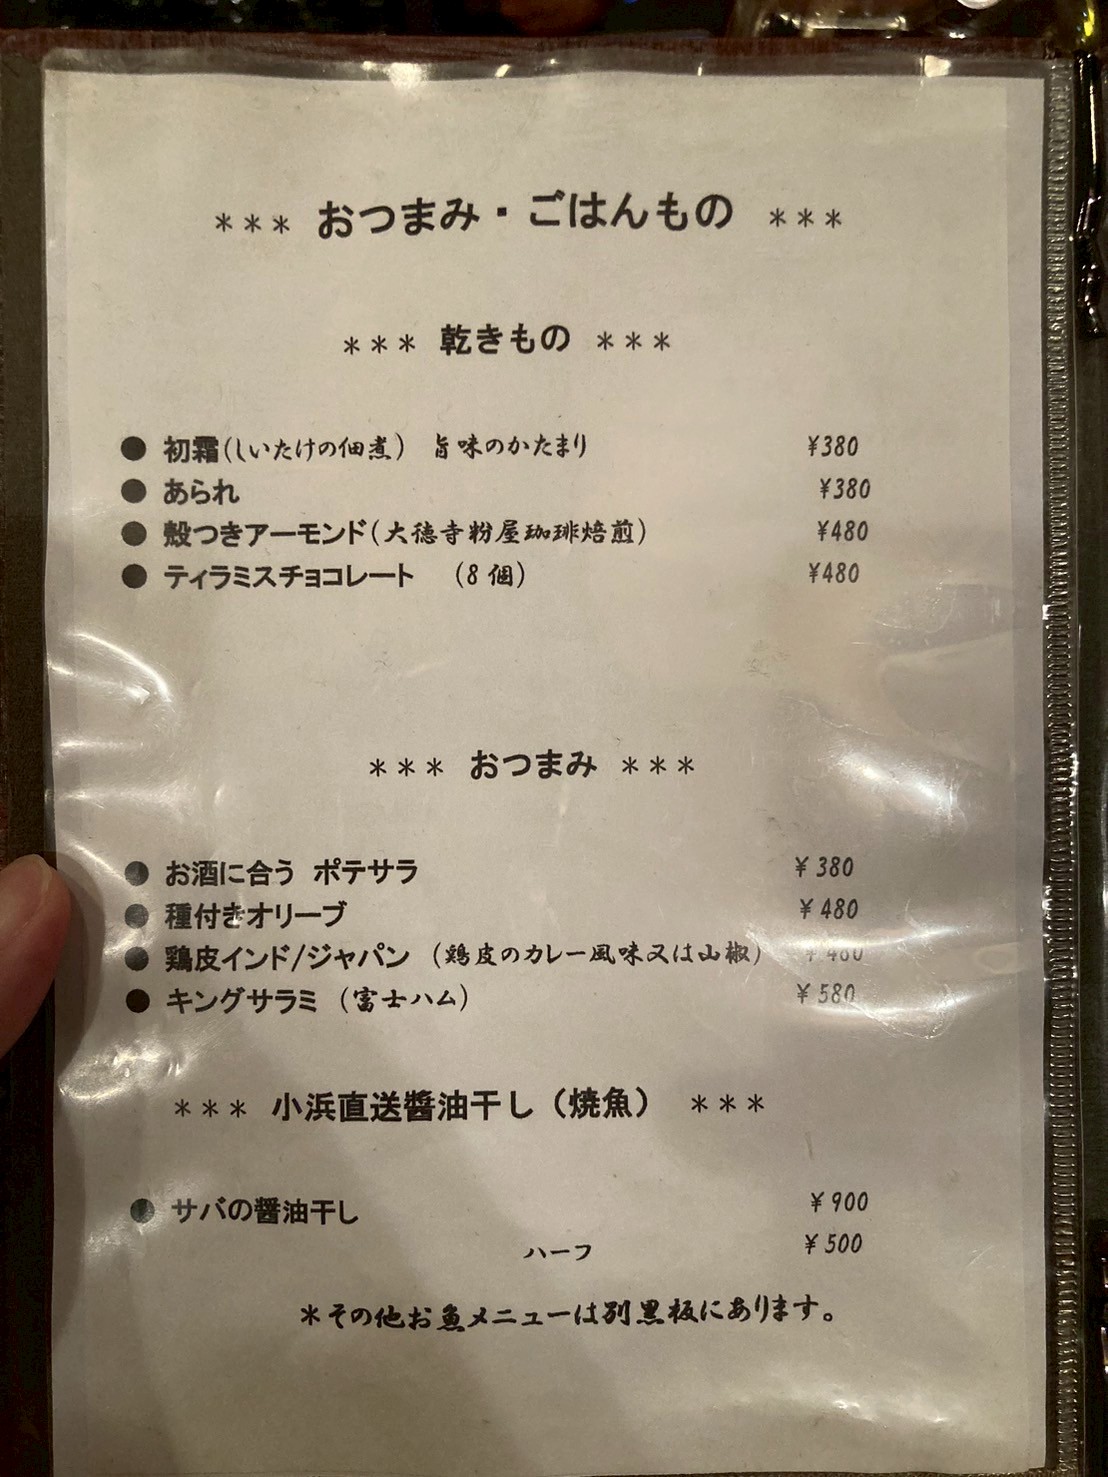 *** おつまみ・ごはんもの ***
*** 乾きもの ***
● 初霜(しいたけの佃煮) 旨味のかたまり ¥380
● あられ ¥380
● 殻つきアーモンド(大徳寺粉屋珈琲焙煎) ¥480
● ティラミスチョコレート (8個) ¥480
*** おつまみ ***
● お酒に合う ポテサラ ¥380
● 種付きオリーブ ¥480
● 鶏皮インド/ジャパン (鶏皮のカレー風味又は山椒) ¥480
● キングサラミ (富士ハム) ¥580
*** 小浜直送醬油干し(焼魚) ***
● サバの醬油干し ¥900
ハーフ ¥500
*その他お魚メニューは別黒板にあります。